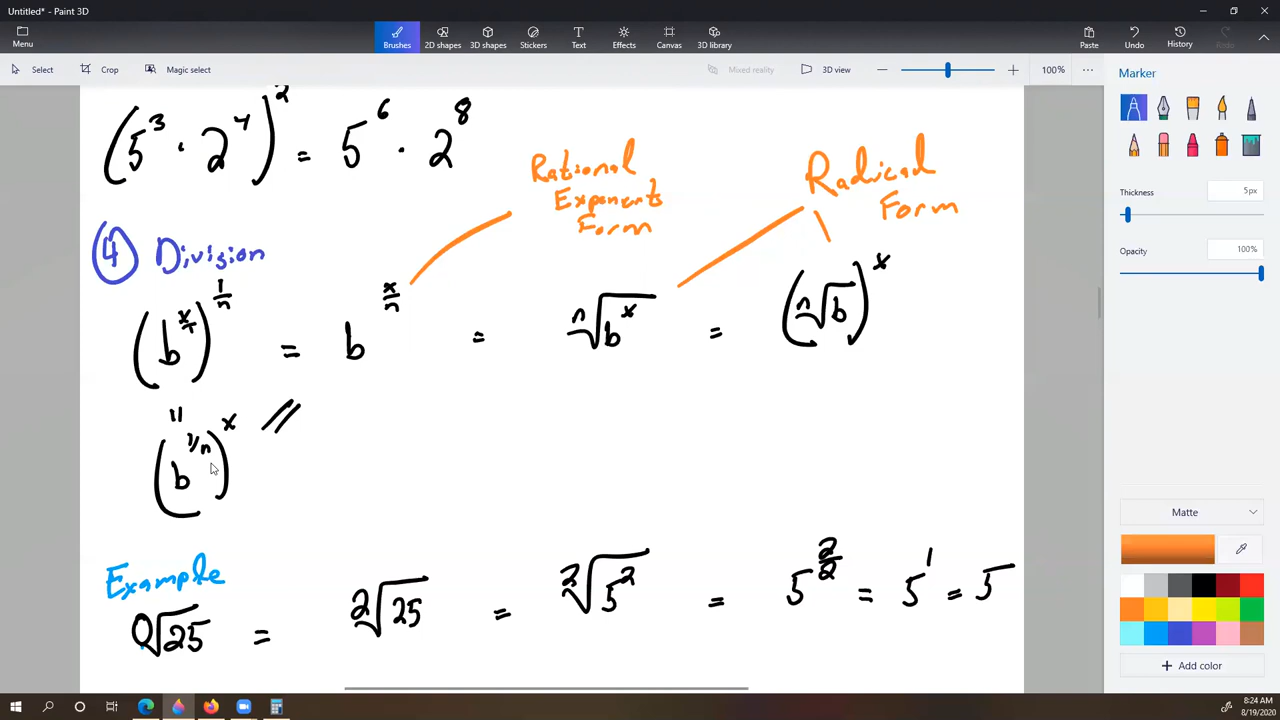 Untitled* - Paint 3D
Menu
Brushes 2D shapes 3D shapes Stickers Text Effects Canvas 3D library Paste Undo History Redo
Select Crop Magic select Mixed reality 3D view 100%
Marker
Thickness 5px
Opacity 100%
Matte
Add color
(5³ · 2⁴)² = 5⁶ · 2⁸
Rational
Exponents
Form
Radical
Form
④ Division
(b^(x/1))^(1/n) = b^(x/n) = ⁿ√(b^x) = (ⁿ√b)^x
"
(b^(1/n))^x //
Example
√25 = ²√25 = ²√(5²) = 5^(2/2) = 5¹ = 5
8:24 AM
8/19/2020